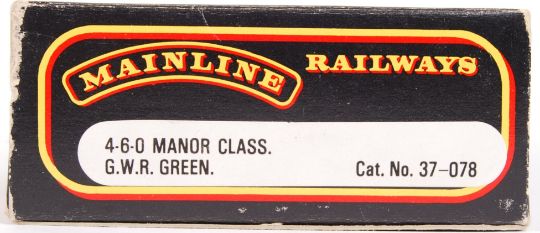 MAINLINE RAILWAYS
4-6-0 MANOR CLASS.
G.W.R. GREEN. Cat. No. 37-078